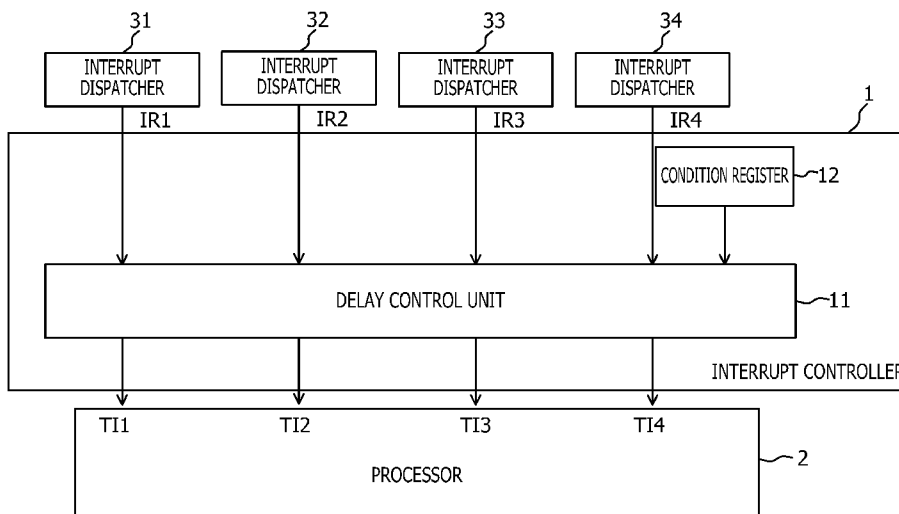 31
32
33
34
INTERRUPT
DISPATCHER
INTERRUPT
DISPATCHER
INTERRUPT
DISPATCHER
INTERRUPT
DISPATCHER
IR1
IR2
IR3
IR4
1
CONDITION REGISTER
12
DELAY CONTROL UNIT
11
INTERRUPT CONTROLLER
TI1
TI2
TI3
TI4
PROCESSOR
2